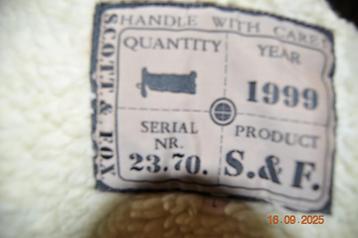 HANDLE WITH CARE
SCOTT & FOX
QUANTITY
YEAR
1999
SERIAL
NR.
23.70.
PRODUCT
S.&F.
16.09.2025